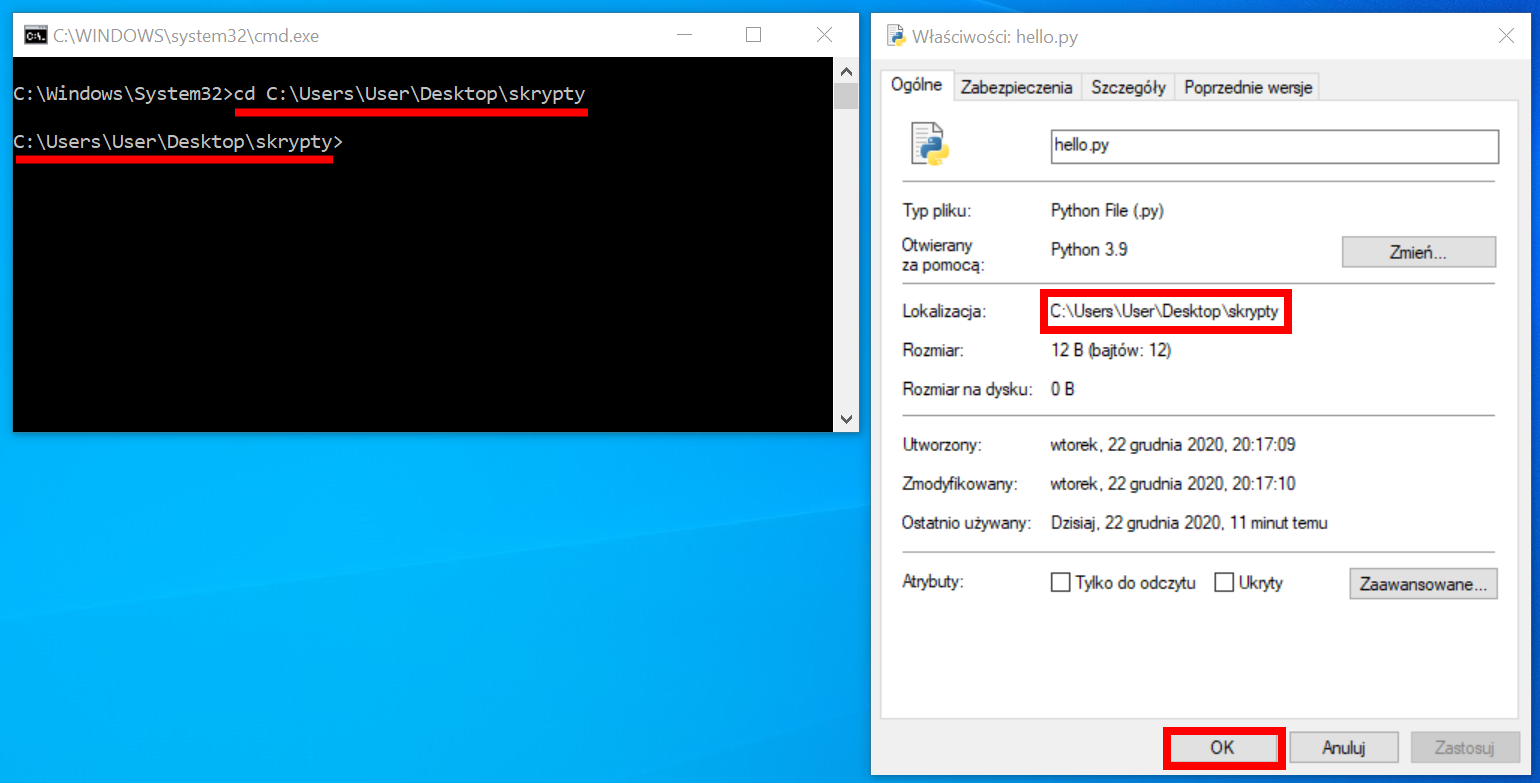 C:\WINDOWS\system32\cmd.exe
C:\Windows\System32>cd C:\Users\User\Desktop\skrypty
C:\Users\User\Desktop\skrypty>
Właściwości: hello.py
Ogólne Zabezpieczenia Szczegóły Poprzednie wersje
hello.py
Typ pliku: Python File (.py)
Otwierany
za pomocą: Python 3.9 Zmień...
Lokalizacja: C:\Users\User\Desktop\skrypty
Rozmiar: 12 B (bajtów: 12)
Rozmiar na dysku: 0 B
Utworzony: wtorek, 22 grudnia 2020, 20:17:09
Zmodyfikowany: wtorek, 22 grudnia 2020, 20:17:10
Ostatnio używany: Dzisiaj, 22 grudnia 2020, 11 minut temu
Atrybuty: Tylko do odczytu Ukryty Zaawansowane...
OK Anuluj Zastosuj